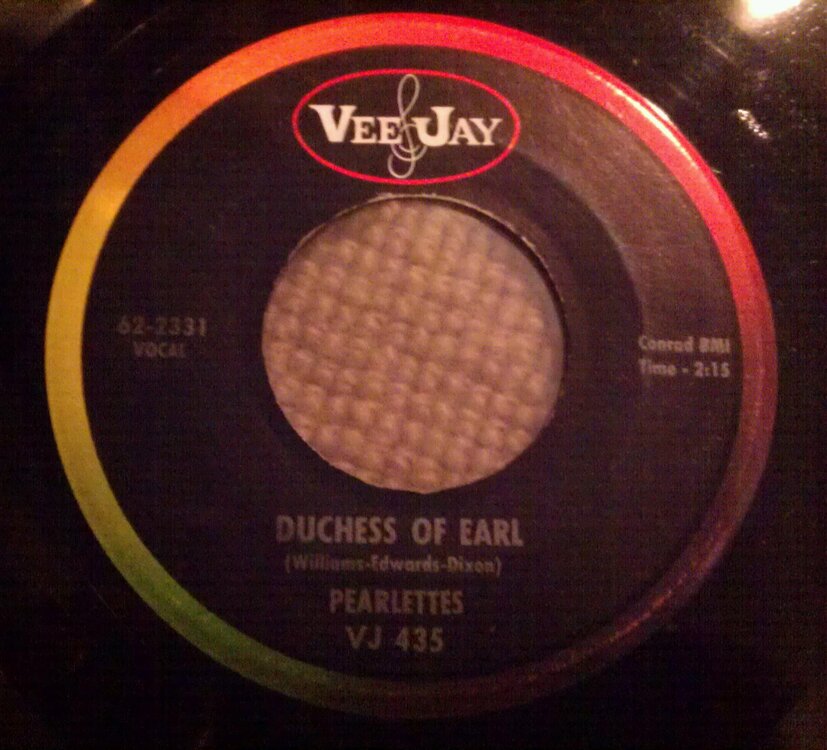 VEE JAY
62-2331
VOCAL
Conrad BMI
Time - 2:15
DUCHESS OF EARL
(Williams-Edwards-Dixon)
PEARLETTES
VJ 435